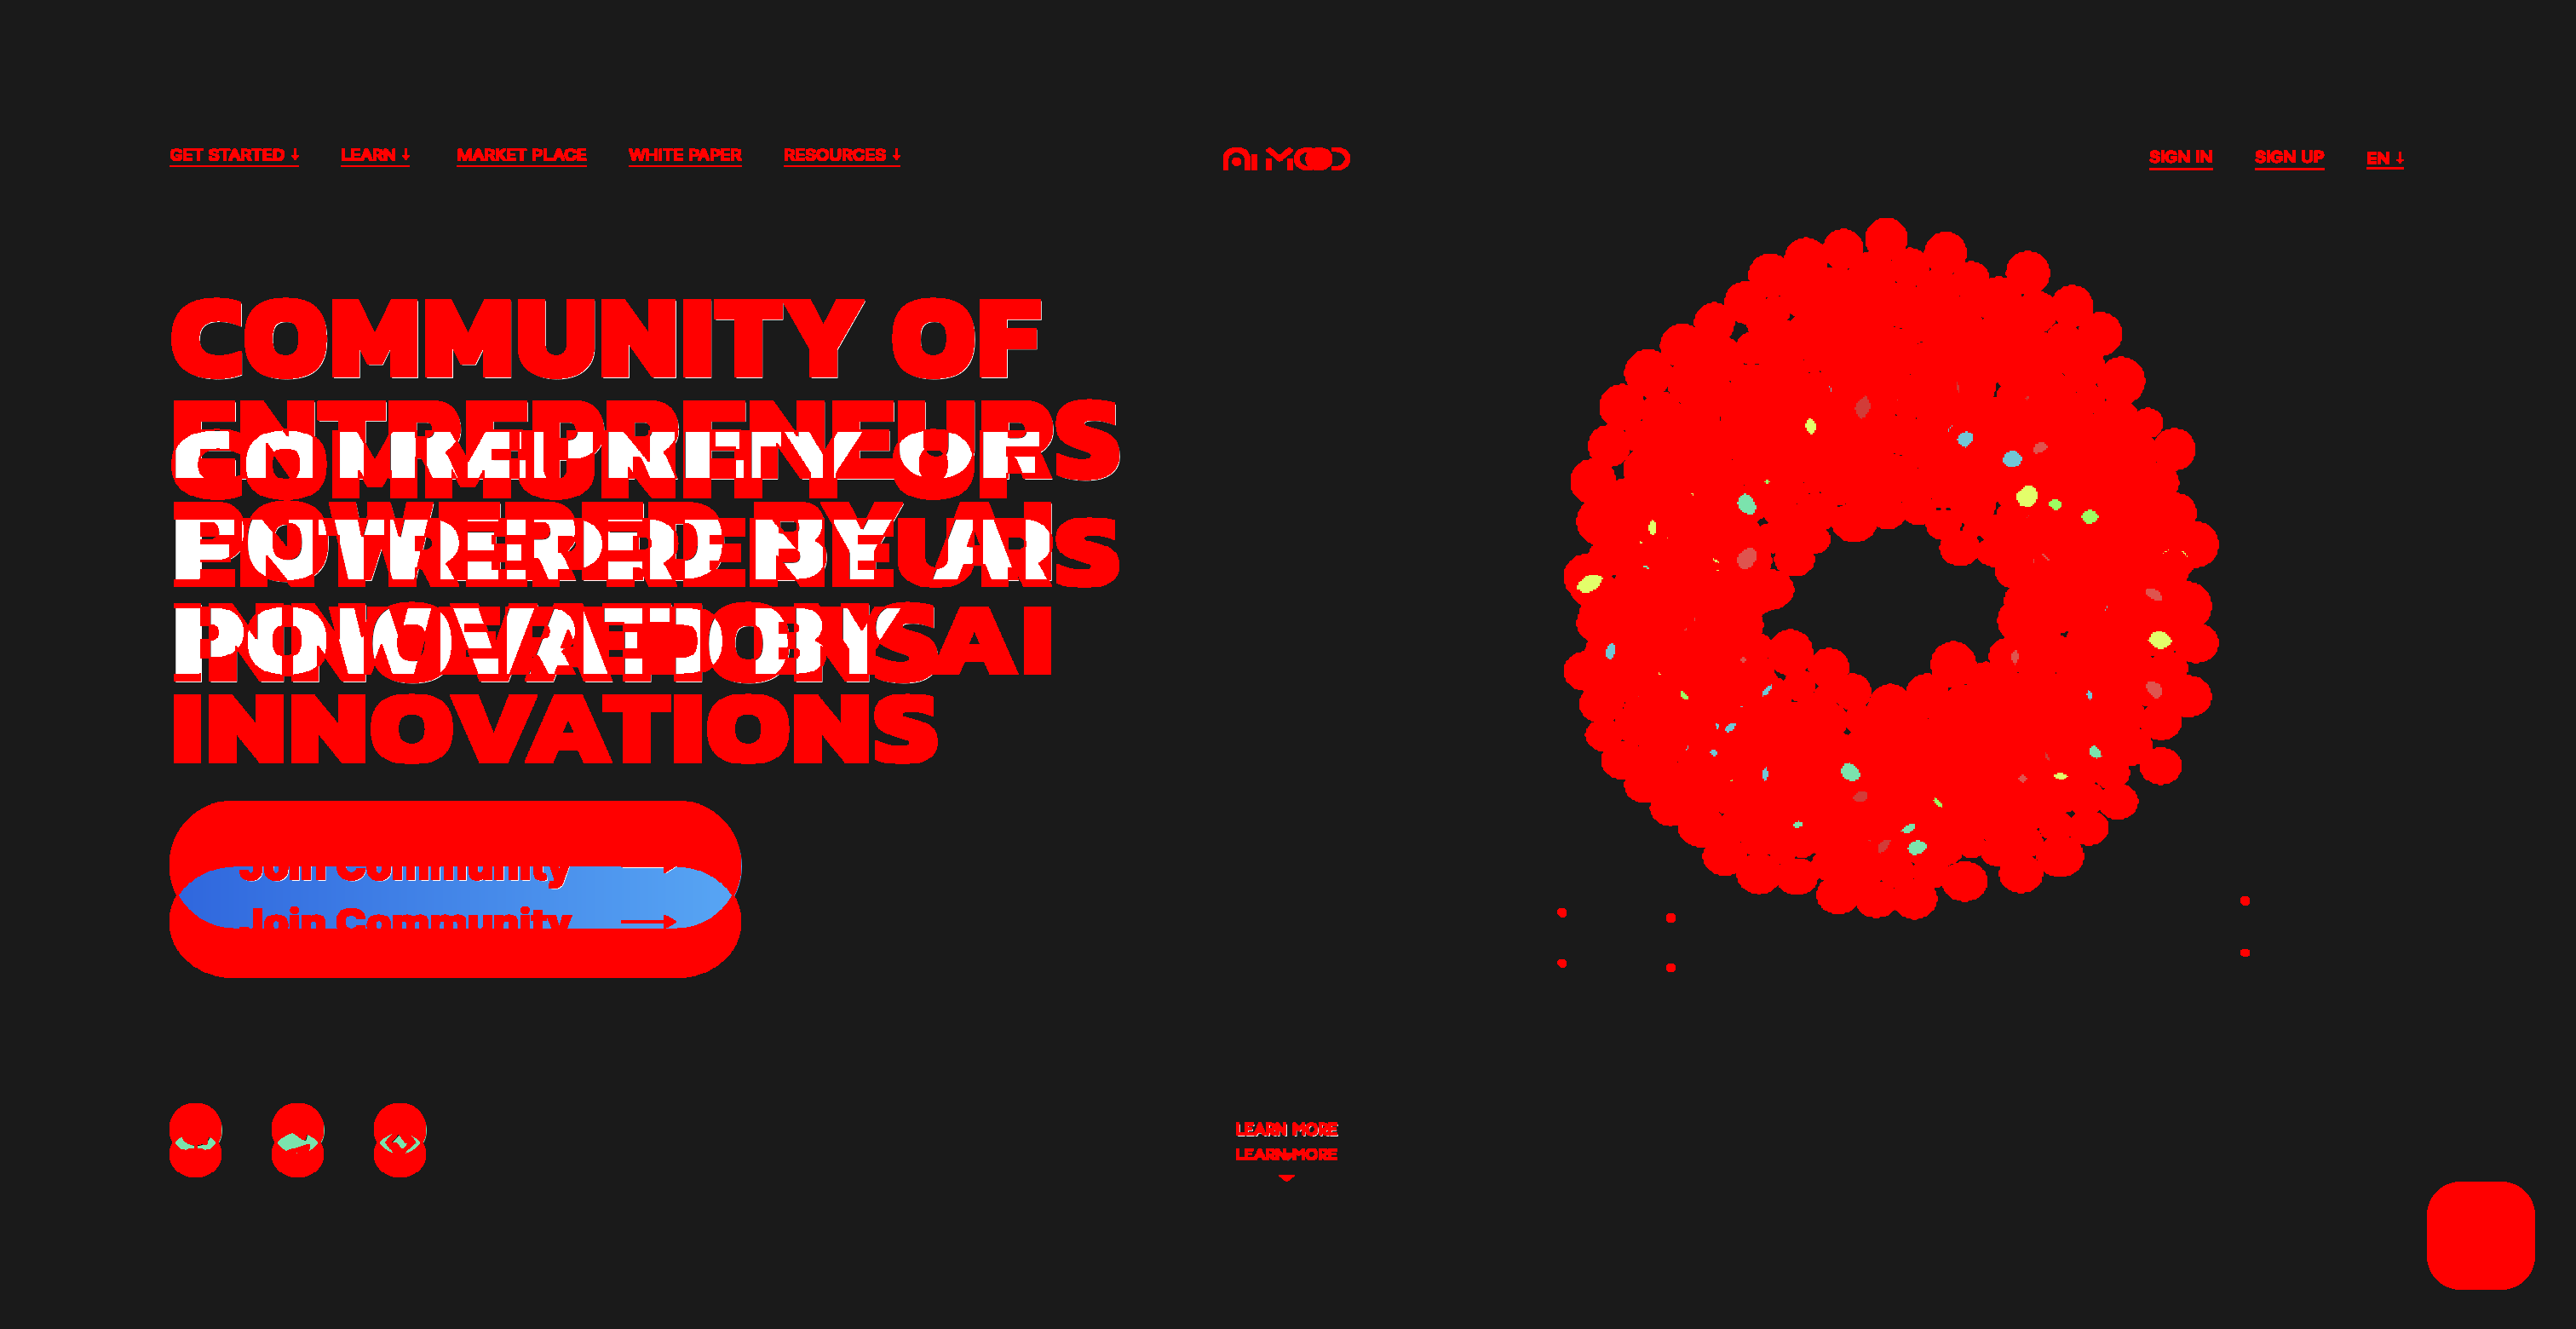 GET STARTED ↓ LEARN ↓ MARKET PLACE WHITE PAPER RESOURCES ↓ AI MOOD SIGN IN SIGN UP EN ↓
COMMUNITY OF
ENTREPRENEURS
COMMUNITY OF
POWERED BY AI
ENTREPRENEURS
INNOVATIONS
POWERED BY AI
INNOVATIONS
Join Community →
Join Community →
LEARN MORE
LEARN MORE